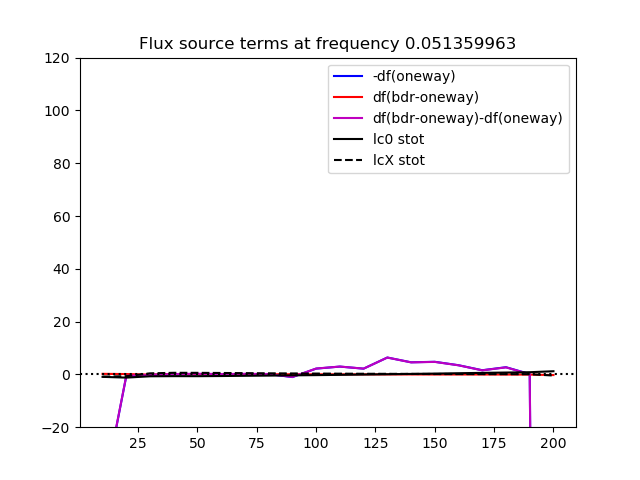 Flux source terms at frequency 0.051359963
-df(oneway)
df(bdr-oneway)
df(bdr-oneway)-df(oneway)
lc0 stot
lcX stot
120
100
80
60
40
20
0
−20
25
50
75
100
125
150
175
200